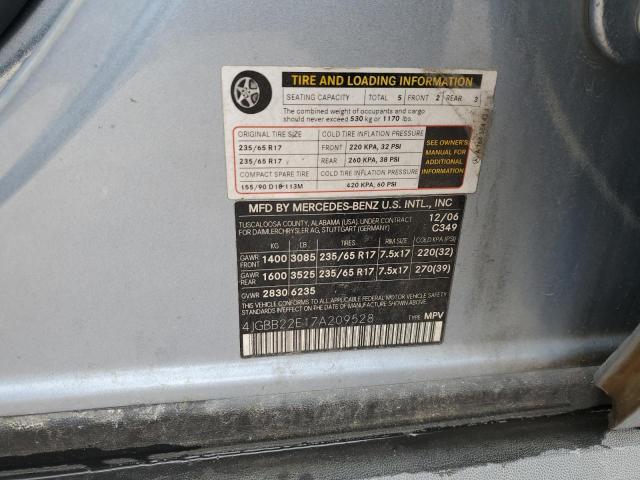 TIRE AND LOADING INFORMATION
SEATING CAPACITY TOTAL 5 FRONT 2 REAR 3
The combined weight of occupants and cargo
should never exceed 530 kg or 1170 lbs.
ORIGINAL TIRE SIZE COLD TIRE INFLATION PRESSURE
235/65 R17 FRONT 220 KPA, 32 PSI
235/65 R17 REAR 260 KPA, 38 PSI
COMPACT SPARE TIRE COLD TIRE INFLATION PRESSURE
155/90 D18 113M 420 KPA, 60 PSI
SEE OWNER'S
MANUAL FOR
ADDITIONAL
INFORMATION
MFD BY MERCEDES-BENZ U.S. INTL., INC
TUSCALOOSA COUNTY, ALABAMA (USA), UNDER CONTRACT 12/06
FOR DAIMLERCHRYSLER AG, STUTTGART (GERMANY) C349
KG LB TIRES RIM SIZE COLD KPA (PSI)
GAWR FRONT 1400 3085 235/65 R17 7.5x17 220(32)
GAWR REAR 1600 3525 235/65 R17 7.5x17 270(39)
GVWR 2830 6235
THIS VEHICLE CONFORMS TO ALL APPLICABLE FEDERAL MOTOR VEHICLE SAFETY
STANDARDS IN EFFECT ON THE DATE OF MANUFACTURE SHOWN ABOVE
4JGBB22E17A209528 TYPE: MPV